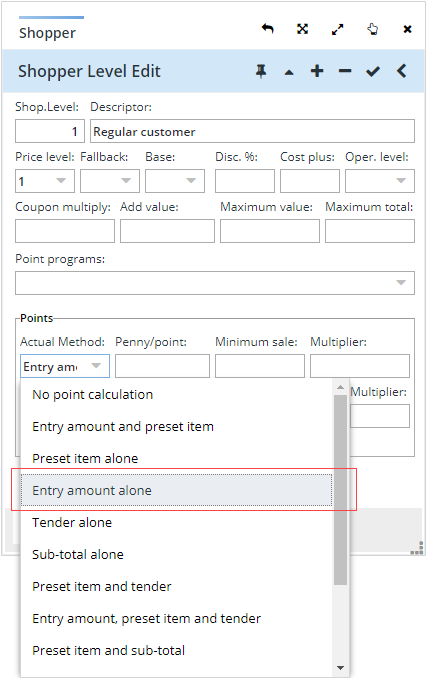 Shopper
Shopper Level Edit
Shop.Level: Descriptor:
1 Regular customer
Price level: Fallback: Base: Disc. %: Cost plus: Oper. level:
1
Coupon multiply: Add value: Maximum value: Maximum total:
Point programs:
Points
Actual Method: Penny/point: Minimum sale: Multiplier:
Entry am
No point calculation
Multiplier:
Entry amount and preset item
Preset item alone
Entry amount alone
Tender alone
Sub-total alone
Preset item and tender
Entry amount, preset item and tender
Preset item and sub-total